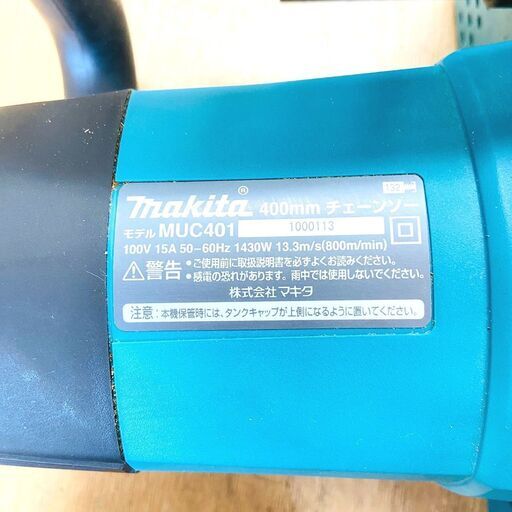 122
makita® 400mm チェーンソー
モデル MUC401 1000113
100V 15A 50-60Hz 1430W 13.3m/s(800m/min)
⚠警告 •ご使用前に取扱説明書を必ずよくお読みください。
•感電の恐れがあります。雨中では使用しないでください。
株式会社 マキタ
注意:本機保管時には、タンクキャップが上側になるように置いてください。